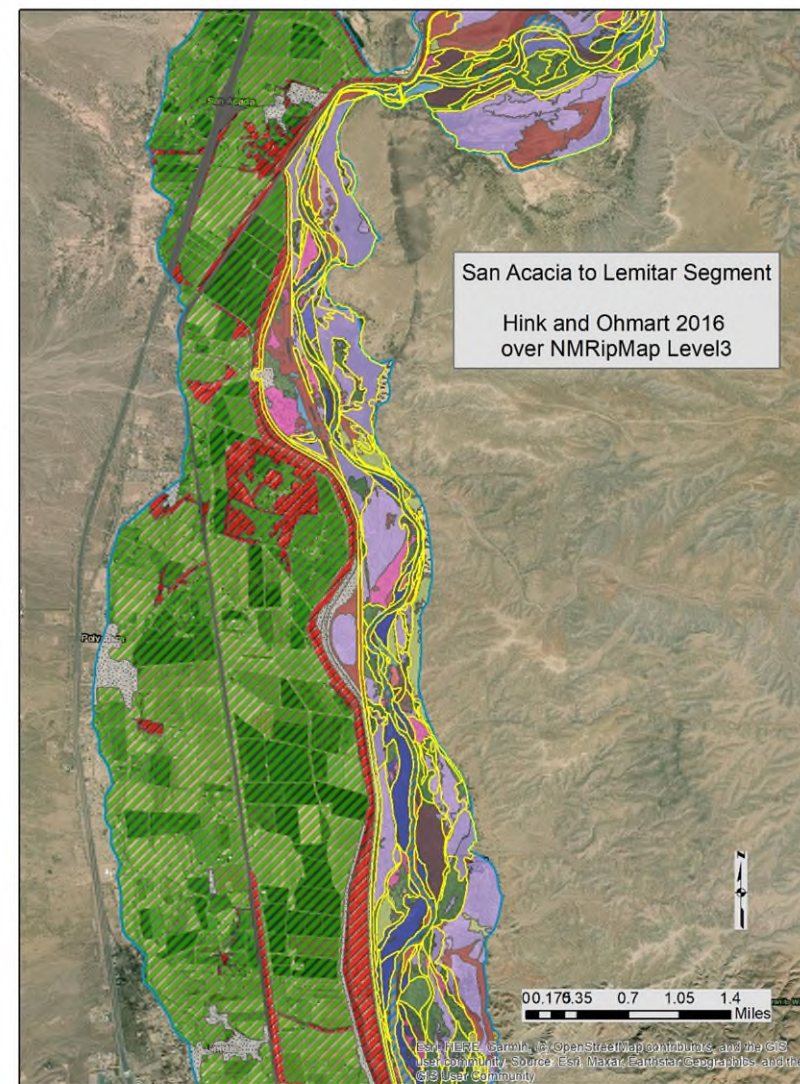 San Acacia
San Acacia to Lemitar Segment
Hink and Ohmart 2016
over NMRipMap Level3
N
0 0.175 0.35 0.7 1.05 1.4
Miles
Esri, HERE, Garmin, (c) OpenStreetMap contributors, and the GIS
user community, Source: Esri, Maxar, Earthstar Geographics, and the
GIS User Community